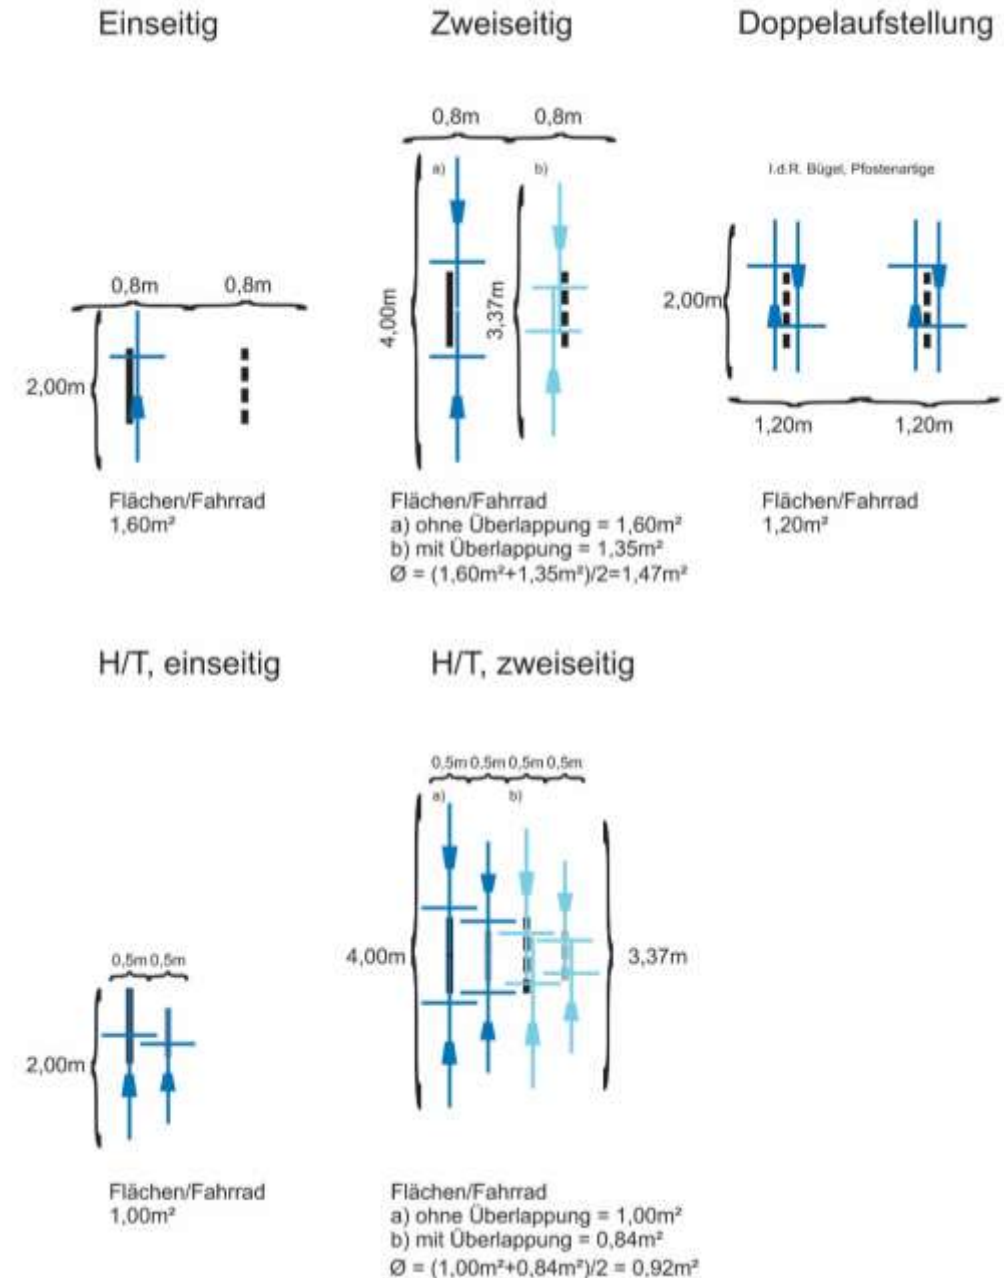 Einseitig
Zweiseitig
Doppelaufstellung
0,8m 0,8m
a) b)
I.d.R. Bügel, Pfostenartige
0,8m 0,8m
4,00m
3,37m
2,00m
2,00m
1,20m 1,20m
Flächen/Fahrrad
1,60m²
Flächen/Fahrrad
a) ohne Überlappung = 1,60m²
b) mit Überlappung = 1,35m²
Ø = (1,60m²+1,35m²)/2=1,47m²
Flächen/Fahrrad
1,20m²
H/T, einseitig
H/T, zweiseitig
0,5m 0,5m 0,5m 0,5m
a) b)
4,00m
3,37m
0,5m 0,5m
2,00m
Flächen/Fahrrad
1,00m²
Flächen/Fahrrad
a) ohne Überlappung = 1,00m²
b) mit Überlappung = 0,84m²
Ø = (1,00m²+0,84m²)/2 = 0,92m²